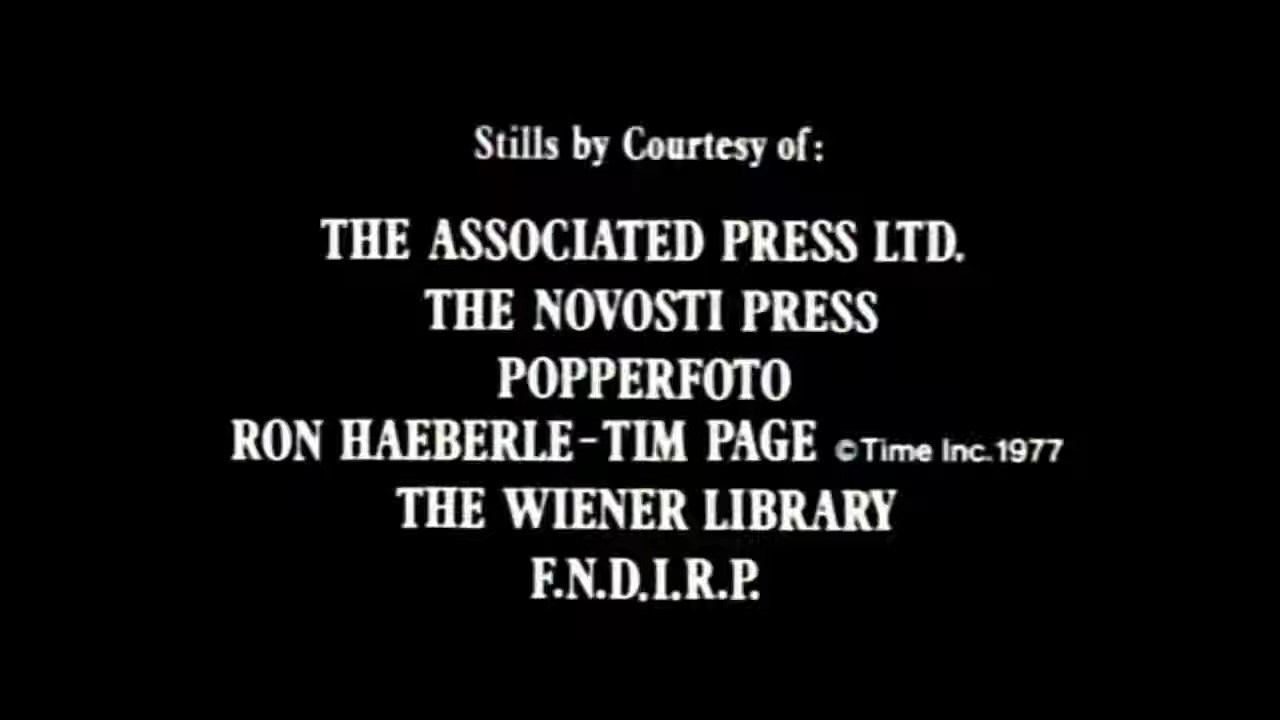 Stills by Courtesy of:
THE ASSOCIATED PRESS LTD.
THE NOVOSTI PRESS
POPPERFOTO
RON HAEBERLE-TIM PAGE ©Time Inc.1977
THE WIENER LIBRARY
F.N.D.I.R.P.